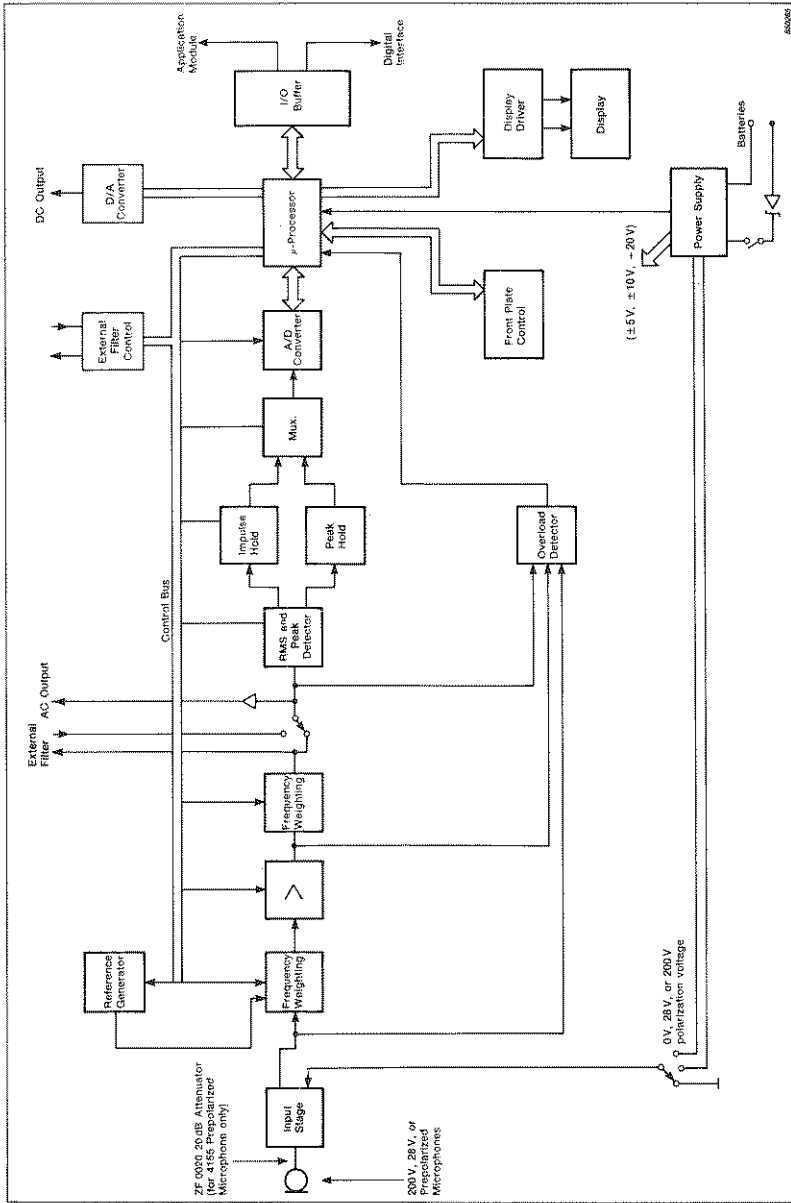 ZF 0020 20 dB Attenuator
(for 4155 Prepolarized
Microphone only)
200 V, 28 V, or
Prepolarized
Microphones
Input
Stage
Reference
Generator
Frequency
Weighting
>
Frequency
Weighting
External
Filter
AC Output
Control Bus
RMS and
Peak
Detector
Impulse
Hold
Peak
Hold
Mux.
External
Filter
Control
A/D
Converter
DC Output
D/A
Converter
μ-Processor
I/O
Buffer
Application
Module
Digital
Interface
Overload
Detector
Front Plate
Control
Display
Driver
Display
0 V, 28 V, or 200 V
polarization voltage
(±5 V, ±10 V, +20 V)
Power Supply
Batteries